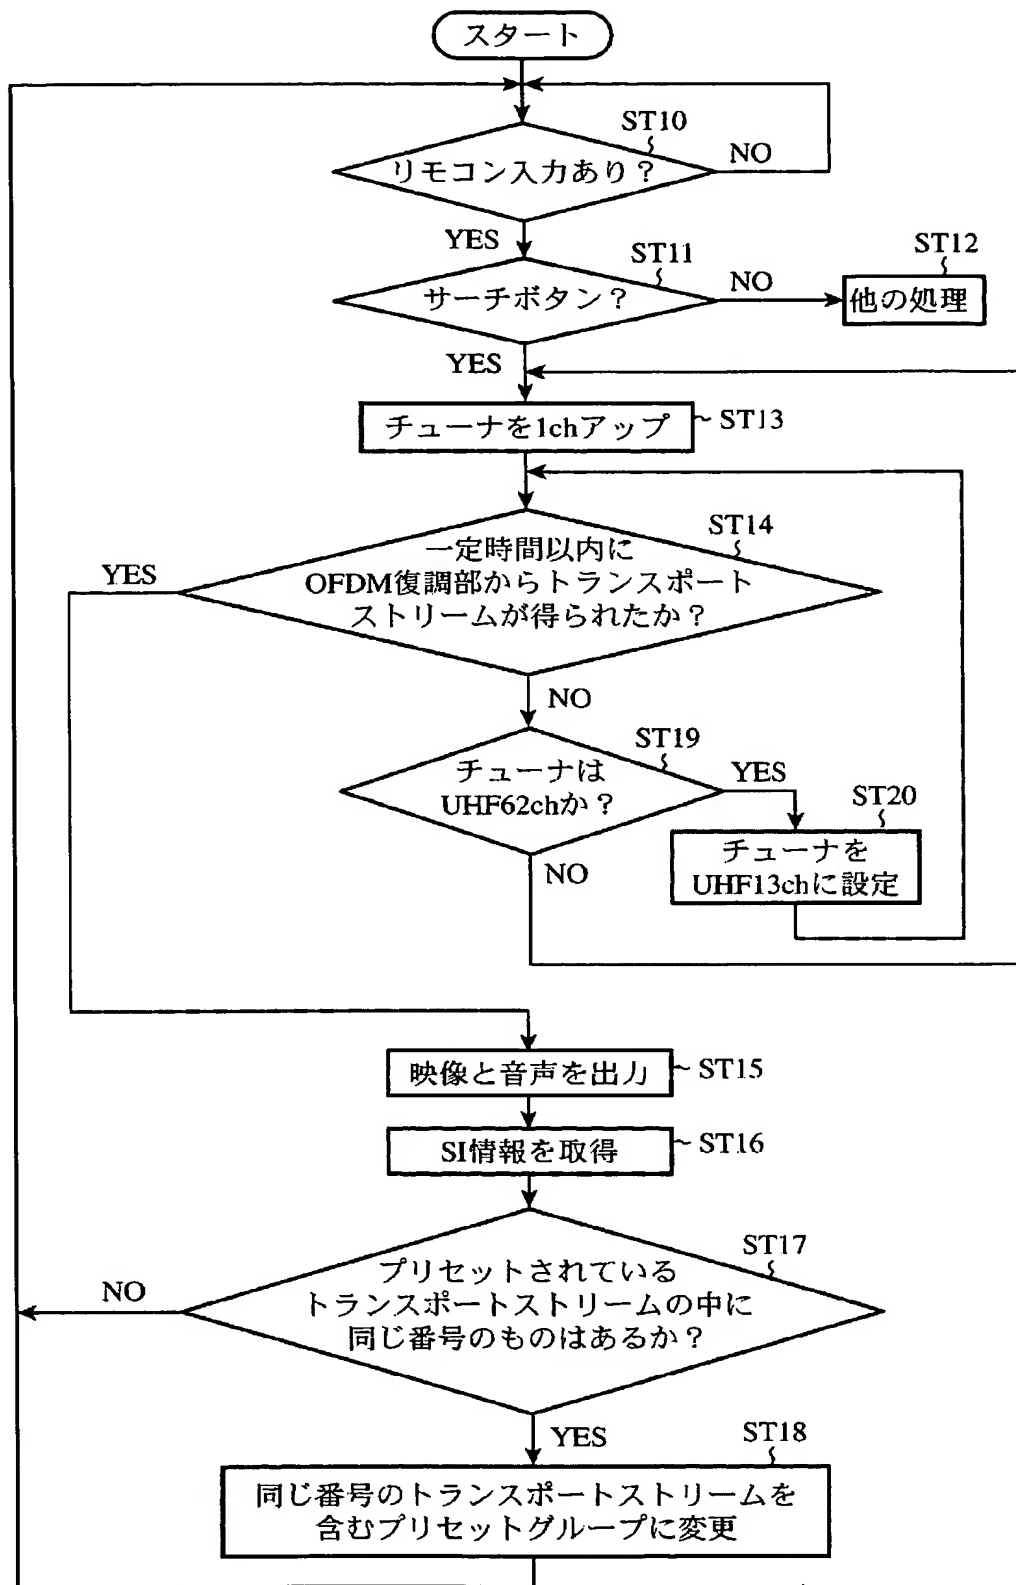 スタート
ST10
リモコン入力あり？
NO
YES
ST11
サーチボタン？
NO
ST12
他の処理
YES
チューナを1chアップ
ST13
ST14
一定時間以内に
OFDM復調部からトランスポート
ストリームが得られたか？
YES
NO
ST19
チューナは
UHF62chか？
YES
ST20
チューナを
UHF13chに設定
NO
映像と音声を出力
ST15
SI情報を取得
ST16
ST17
プリセットされている
トランスポートストリームの中に
同じ番号のものはあるか？
NO
YES
ST18
同じ番号のトランスポートストリームを
含むプリセットグループに変更